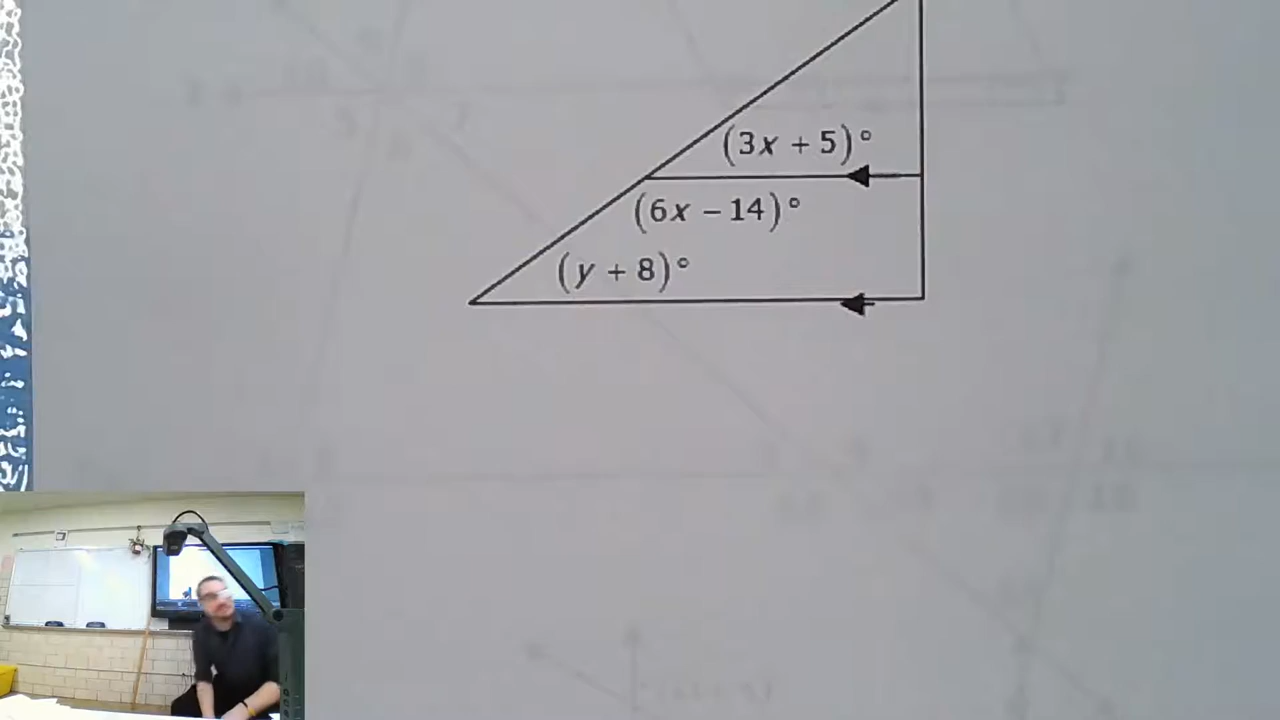 (3x + 5)°
(6x – 14)°
(y + 8)°